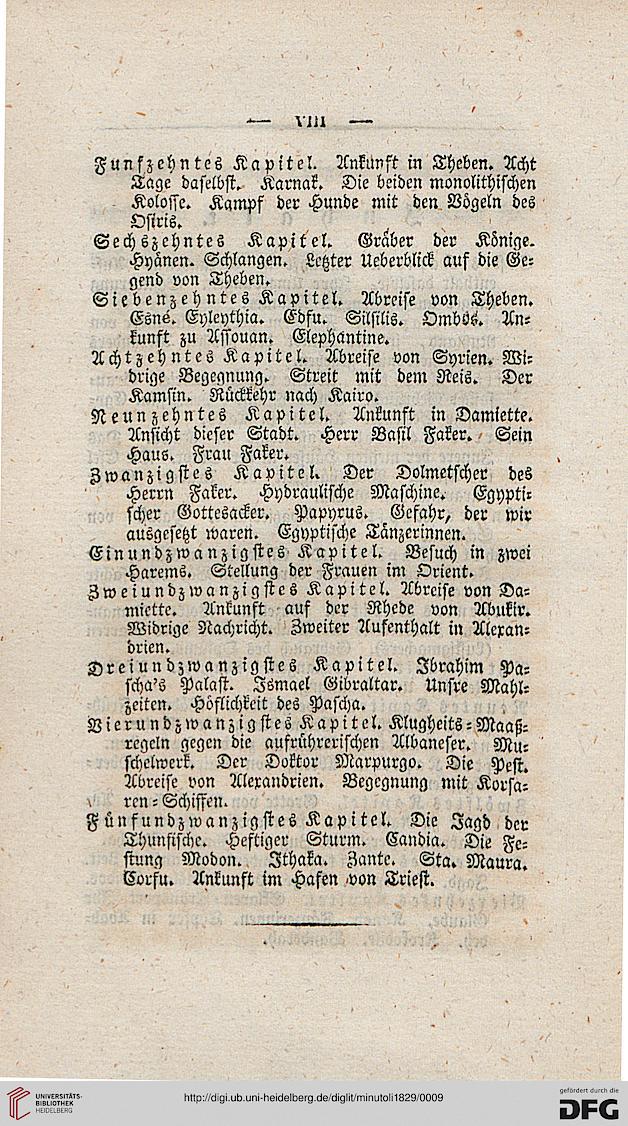 — VIII —
Funfzehntes Kapitel. Ankunft in Theben. Acht
Tage daselbst. Karnak. Die beiden monolithischen
Kolosse. Kampf der Hunde mit den Vögeln des
Osiris.
Sechszehntes Kapitel. Gräber der Könige.
Hyänen. Schlangen. Letzter Ueberblick auf die Ge-
gend von Theben.
Siebenzehntes Kapitel. Abreise von Theben.
Esné. Eyleythia. Edfu. Silsilis. Ombos. An-
kunft zu Assouan. Elephantine.
Achtzehntes Kapitel. Abreise von Syrien. Wi-
drige Begegnung. Streit mit dem Reis. Der
Kamsin. Rückkehr nach Kairo.
Neunzehntes Kapitel. Ankunft in Damiette.
Ansicht dieser Stadt. Herr Basil Faker. Sein
Haus. Frau Faker.
Zwanzigstes Kapitel. Der Dolmetscher des
Herrn Faker. Hydraulische Maschine. Egypti-
scher Gottesacker. Papyrus. Gefahr, der wir
ausgesetzt waren. Egyptische Tänzerinnen.
Einundzwanzigstes Kapitel. Besuch in zwei
Harems. Stellung der Frauen im Orient.
Zweiundzwanzigstes Kapitel. Abreise von Da-
miette. Ankunft auf der Rhede von Abukir.
Widrige Nachricht. Zweiter Aufenthalt in Alexan-
drien.
Dreiundzwanzigstes Kapitel. Ibrahim Pa-
scha's Palast. Ismael Gibraltar. Unsre Mahl-
zeiten. Höflichkeit des Pascha.
Vierundzwanzigstes Kapitel. Klugheits-Maaß-
regeln gegen die aufrührerischen Albaneser. Mu-
schelwerk. Der Doktor Marpurgo. Die Pest.
Abreise von Alexandrien. Begegnung mit Korsa-
ren-Schiffen.
Fünfundzwanzigstes Kapitel. Die Jagd der
Thunfische. Heftiger Sturm. Candia. Die Fe-
stung Modon. Ithaka. Zante. Sta. Maura.
Corfu. Ankunft im Hafen von Triest.
UNIVERSITÄTS-
BIBLIOTHEK
HEIDELBERG
http://digi.ub.uni-heidelberg.de/diglit/minutoli1829/0009
gefördert durch die
DFG